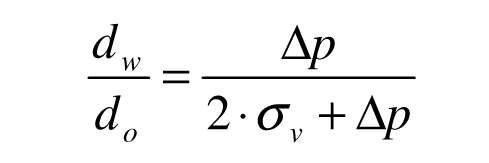 d_w / d_o = Δp / (2 · σ_v + Δp)